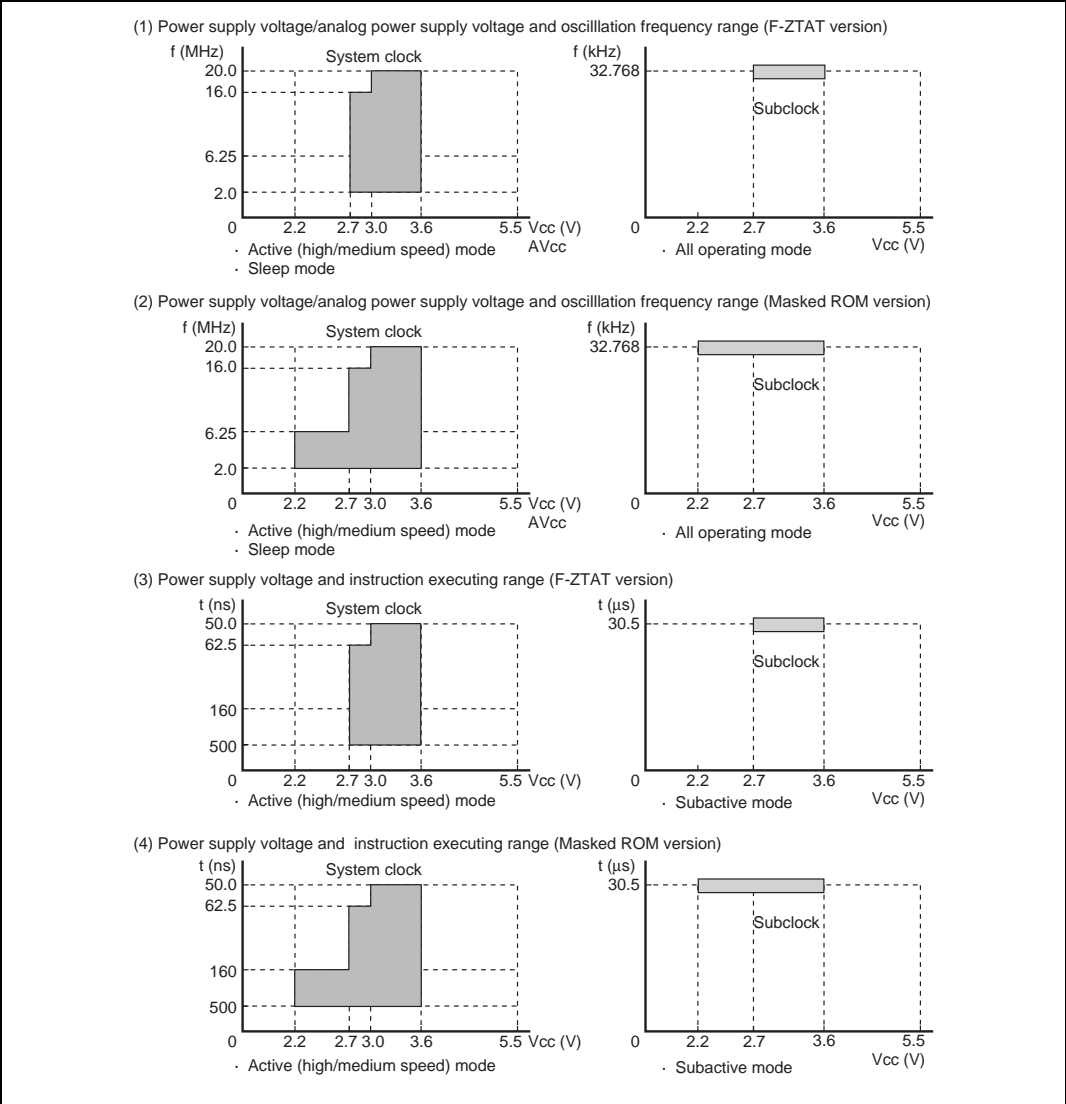 (1) Power supply voltage/analog power supply voltage and oscilllation frequency range (F-ZTAT version)
f (MHz)
System clock
20.0
16.0
6.25
2.0
0
2.2
2.7
3.0
3.6
5.5
Vcc (V)
AVcc
· Active (high/medium speed) mode
· Sleep mode
f (kHz)
32.768
Subclock
0
2.2
2.7
3.6
5.5
Vcc (V)
· All operating mode
(2) Power supply voltage/analog power supply voltage and oscilllation frequency range (Masked ROM version)
f (MHz)
System clock
20.0
16.0
6.25
2.0
0
2.2
2.7
3.0
3.6
5.5
Vcc (V)
AVcc
· Active (high/medium speed) mode
· Sleep mode
f (kHz)
32.768
Subclock
0
2.2
2.7
3.6
5.5
Vcc (V)
· All operating mode
(3) Power supply voltage and instruction executing range (F-ZTAT version)
t (ns)
System clock
50.0
62.5
160
500
0
2.2
2.7
3.0
3.6
5.5
Vcc (V)
· Active (high/medium speed) mode
t (μs)
30.5
Subclock
0
2.2
2.7
3.6
5.5
Vcc (V)
· Subactive mode
(4) Power supply voltage and  instruction executing range (Masked ROM version)
t (ns)
System clock
50.0
62.5
160
500
0
2.2
2.7
3.0
3.6
5.5
Vcc (V)
· Active (high/medium speed) mode
t (μs)
30.5
Subclock
0
2.2
2.7
3.6
5.5
Vcc (V)
· Subactive mode